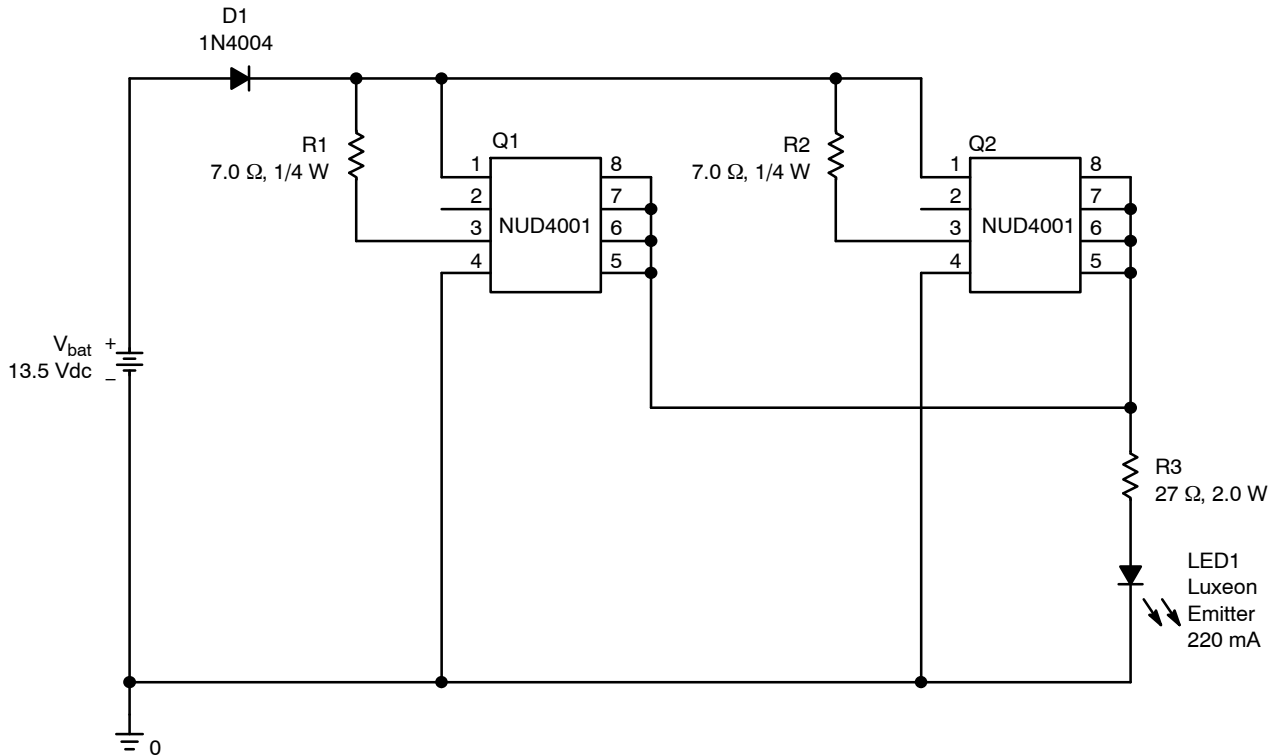 D1
1N4004
R1
7.0 Ω, 1/4 W
Q1
1
2
3
4
NUD4001
8
7
6
5
R2
7.0 Ω, 1/4 W
Q2
1
2
3
4
NUD4001
8
7
6
5
Vbat +
13.5 Vdc –
R3
27 Ω, 2.0 W
LED1
Luxeon
Emitter
220 mA
0